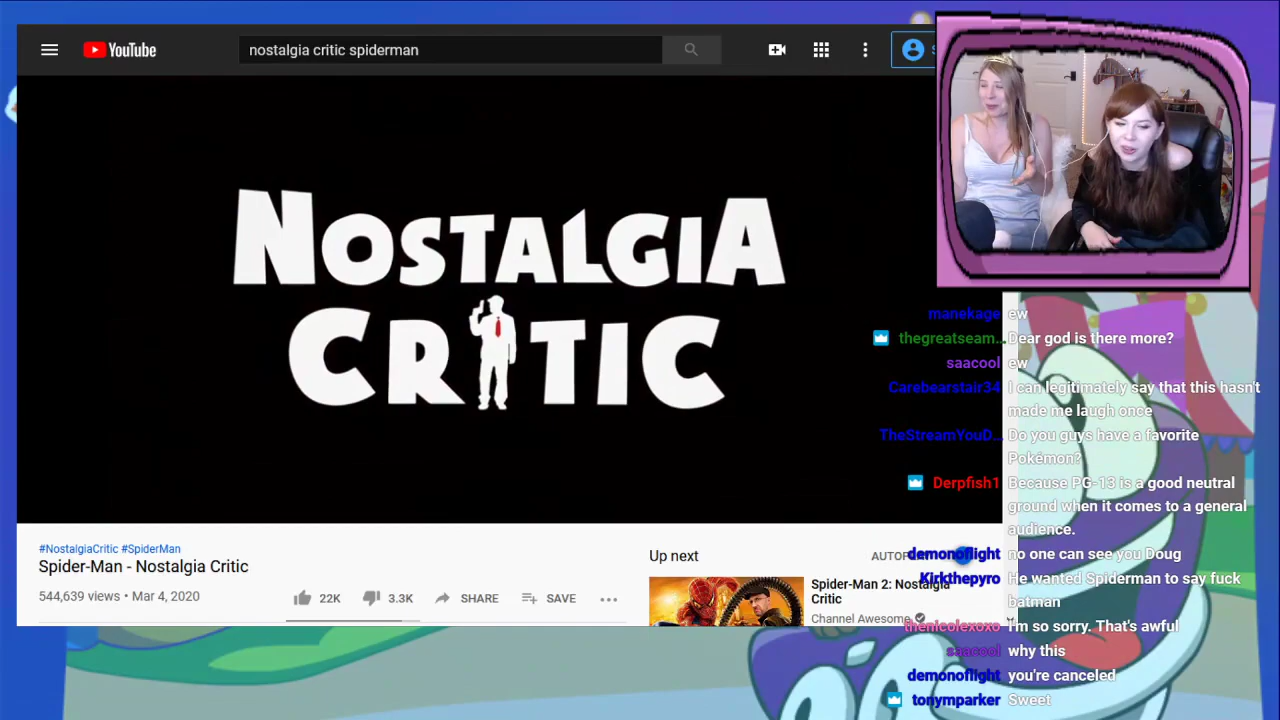 YouTube
nostalgia critic spiderman
NOSTALGIA
CRITIC
#NostalgiaCritic #SpiderMan
Spider-Man - Nostalgia Critic
544,639 views • Mar 4, 2020
22K
3.3K
SHARE
SAVE
Up next
Spider-Man 2: Nostalgia
Critic
Channel Awesome
manekage ew
thegreatseam... Dear god is there more?
saacool ew
Carebearstair34 I can legitimately say that this hasn't
made me laugh once
TheStreamYouD... Do you guys have a favorite
Pokémon?
Derpfish1 Because PG-13 is a good neutral
ground when it comes to a general
audience.
demonoflight no one can see you Doug
Kirkthepyro He wanted Spiderman to say fuck
batman
thenicolexoxo I'm so sorry. That's awful
saacool why this
demonoflight you're canceled
tonymparker Sweet